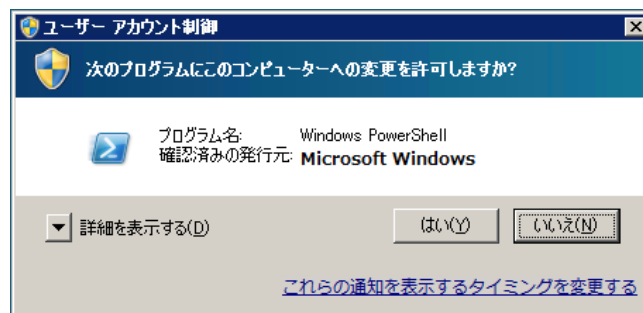 ユーザー アカウント制御
次のプログラムにこのコンピューターへの変更を許可しますか?
プログラム名: Windows PowerShell
確認済みの発行元: Microsoft Windows
詳細を表示する(D)
はい(Y)
いいえ(N)
これらの通知を表示するタイミングを変更する